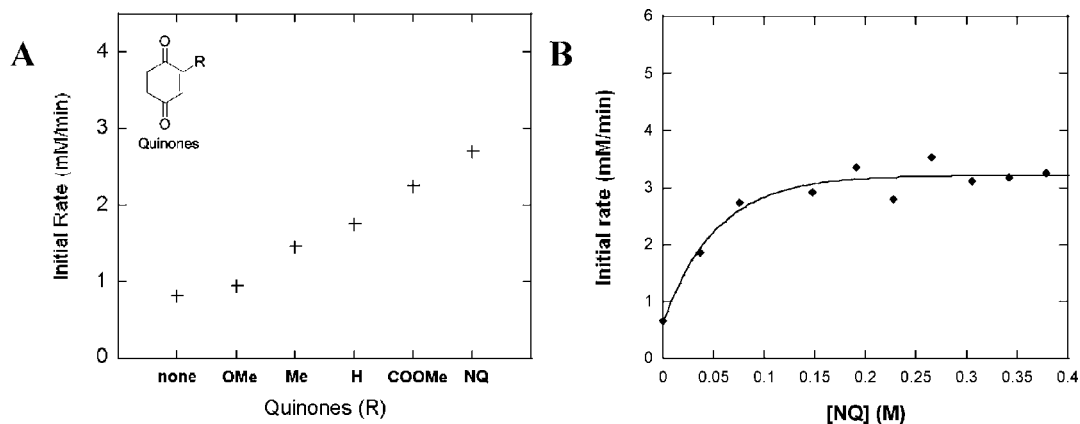 A
Initial Rate (mM/min)
4
3
2
1
0
O
R
O
Quinones
none OMe Me H COOMe NQ
Quinones (R)
B
Initial rate (mM/min)
6
5
4
3
2
1
0
0 0.05 0.1 0.15 0.2 0.25 0.3 0.35 0.4
[NQ] (M)